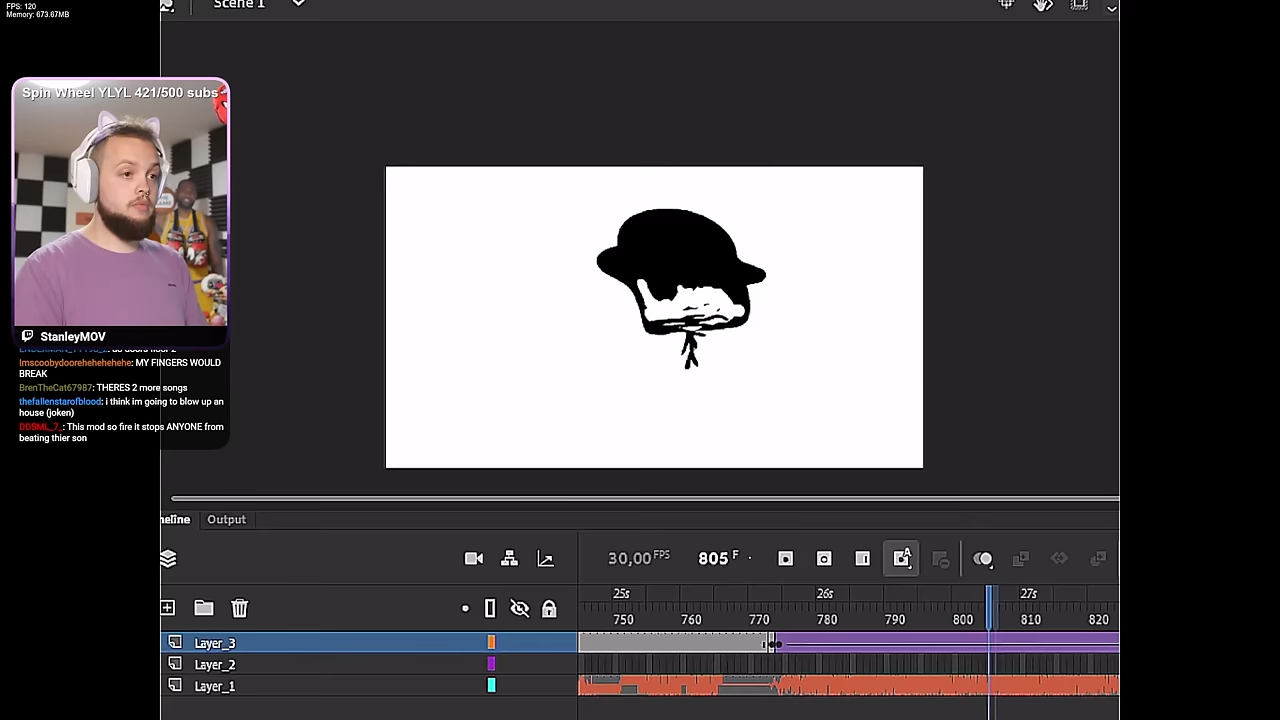 FPS: 120
Memory: 673.67MB
Scene 1
Spin Wheel YLYL 421/500 subs
StanleyMOV
Imscoobydoorehehehehehe: MY FINGERS WOULD
BREAK
BrenTheCat67987: THERES 2 more songs
thefallenstarofblood: i think im going to blow up an
house (joken)
DDSML_7_: This mod so fire it stops ANYONE from
beating thier son
meline
Output
30,00 FPS
805 F
25s 26s 27s
750 760 770 780 790 800 810 820
Layer_3
Layer_2
Layer_1